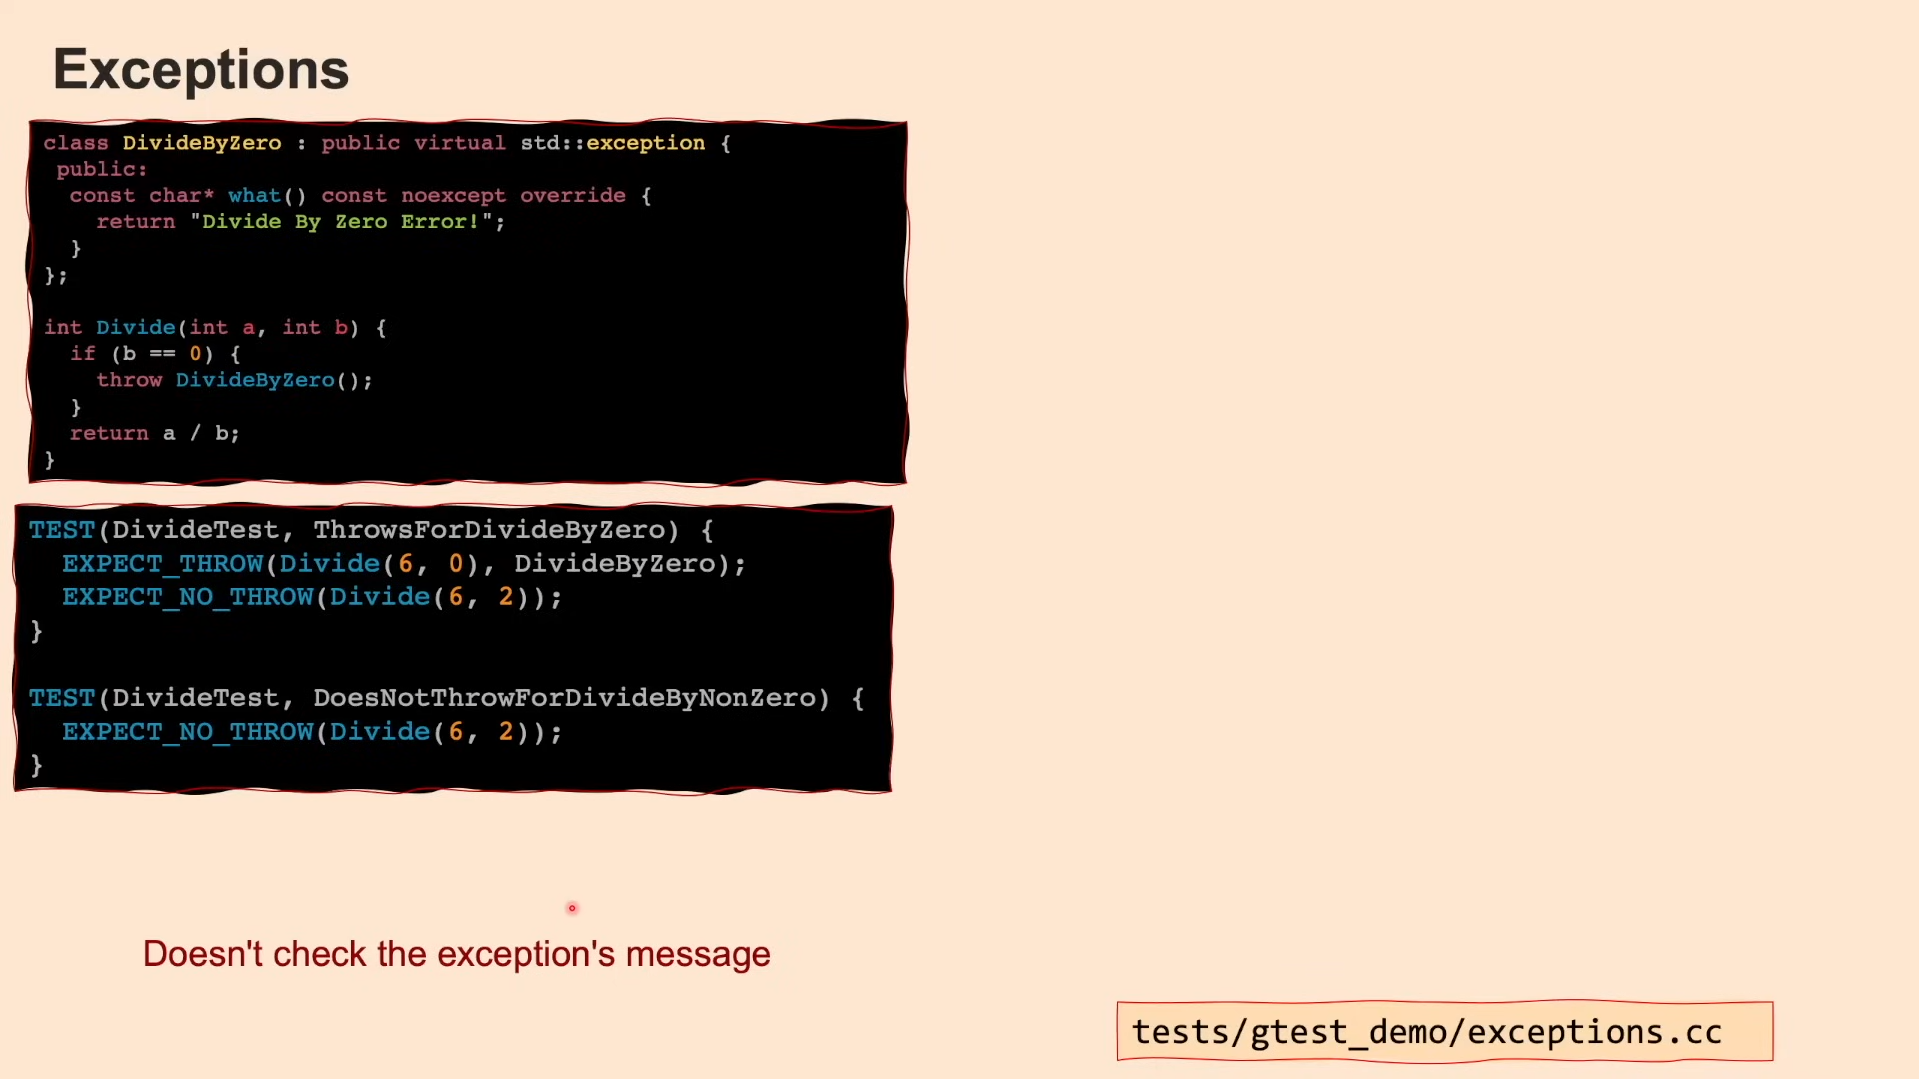 Exceptions
class DivideByZero : public virtual std::exception {
 public:
  const char* what() const noexcept override {
    return "Divide By Zero Error!";
  }
};
int Divide(int a, int b) {
  if (b == 0) {
    throw DivideByZero();
  }
  return a / b;
}
TEST(DivideTest, ThrowsForDivideByZero) {
  EXPECT_THROW(Divide(6, 0), DivideByZero);
  EXPECT_NO_THROW(Divide(6, 2));
}
TEST(DivideTest, DoesNotThrowForDivideByNonZero) {
  EXPECT_NO_THROW(Divide(6, 2));
}
Doesn't check the exception's message
tests/gtest_demo/exceptions.cc